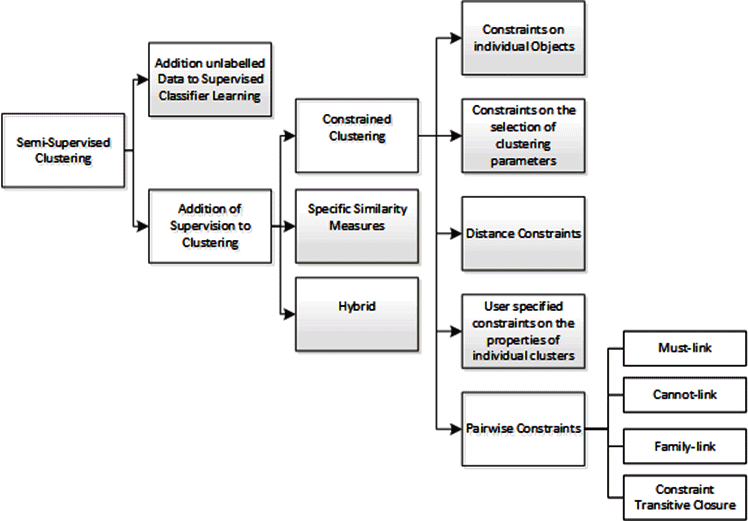 Semi-Supervised
Clustering
Addition unlabelled
Data to Supervised
Classifier Learning
Addition of
Supervision to
Clustering
Constrained
Clustering
Specific Similarity
Measures
Hybrid
Constraints on
individual Objects
Constraints on the
selection of
clustering
parameters
Distance Constraints
User specified
constraints on the
properties of
individual clusters
Pairwise Constraints
Must-link
Cannot-link
Family-link
Constraint
Transitive Closure